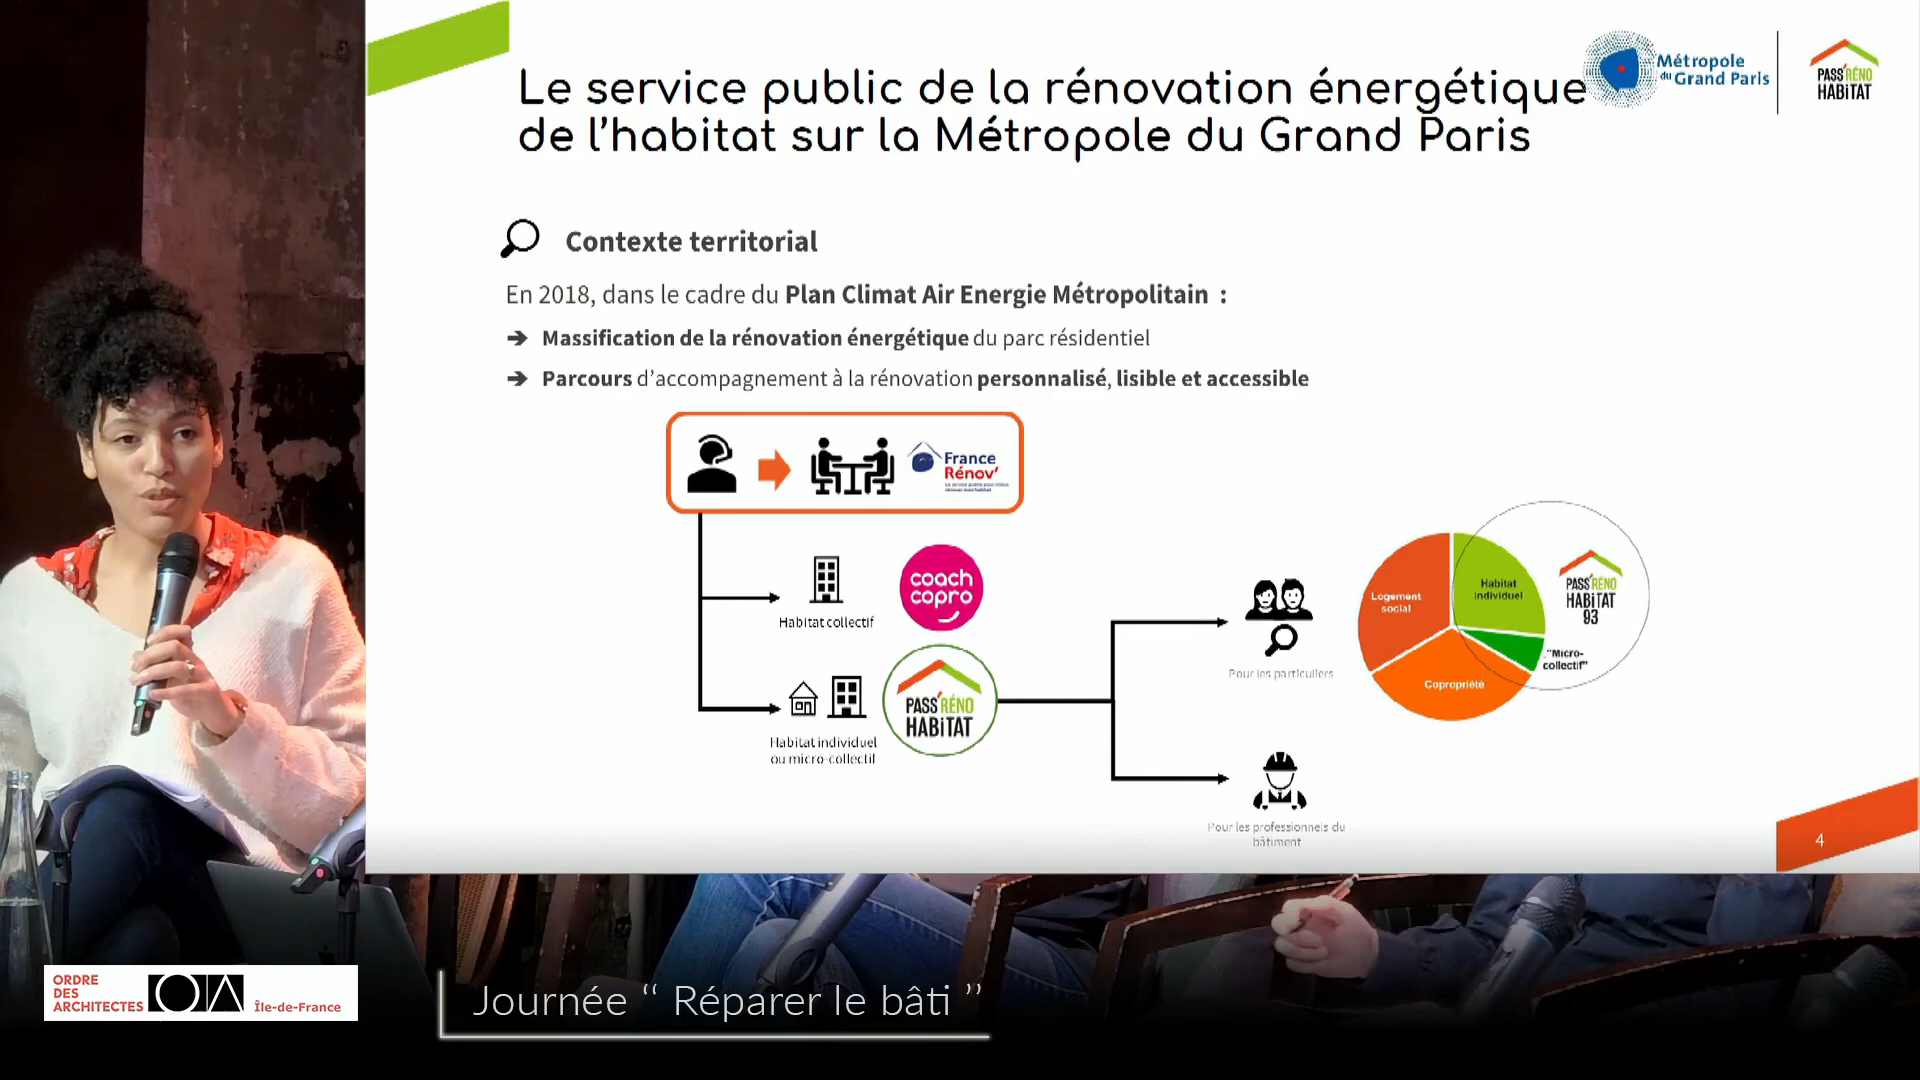 Le service public de la rénovation énergétique
de l'habitat sur la Métropole du Grand Paris
Métropole
du Grand Paris
PASS'RÉNO
HABiTAT
Contexte territorial
En 2018, dans le cadre du Plan Climat Air Energie Métropolitain :
➔ Massification de la rénovation énergétique du parc résidentiel
➔ Parcours d'accompagnement à la rénovation personnalisé, lisible et accessible
France
Rénov'
coach
copro
Habitat collectif
PASS'RÉNO
HABiTAT
Habitat individuel
ou micro-collectif
Pour les particuliers
Pour les professionnels du
bâtiment
Logement
social
Habitat
individuel
"Micro-
collectif"
Copropriété
PASS'RÉNO
HABiTAT
93
4
ORDRE
DES
ARCHITECTES
Île-de-France
Journée “ Réparer le bâti ”